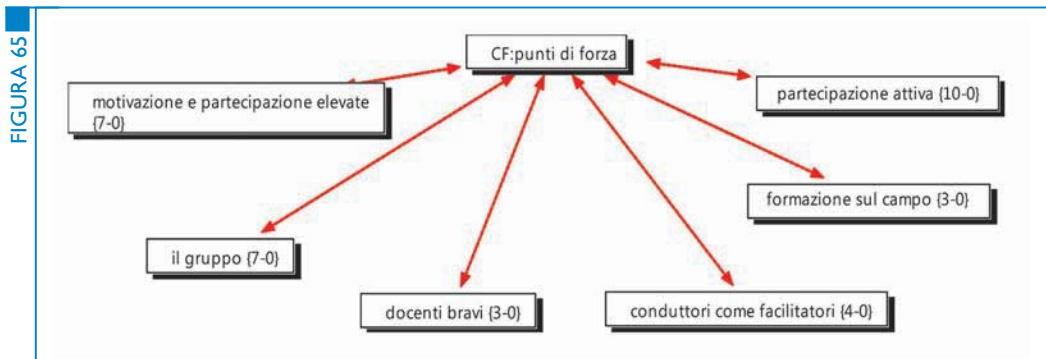 FIGURA 65
CF:punti di forza
motivazione e partecipazione elevate
{7-0}
partecipazione attiva {10-0}
formazione sul campo {3-0}
il gruppo {7-0}
docenti bravi {3-0}
conduttori come facilitatori {4-0}